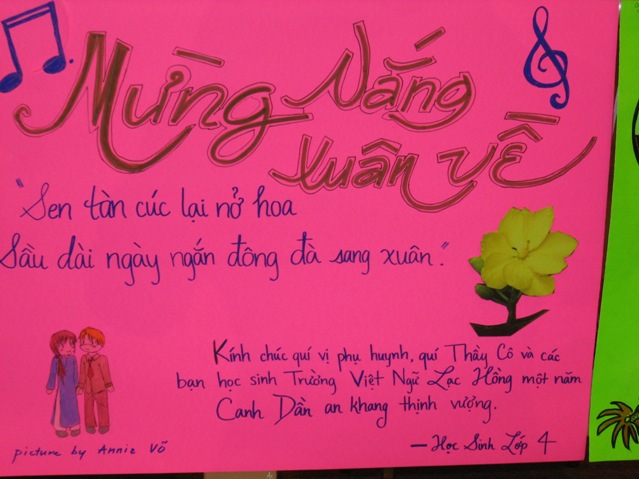 Mừng Nắng
Xuân Về
"Sen tàn cúc lại nở hoa
Sầu dài ngày ngắn đông đà sang xuân."
Kính chúc quí vị phụ huynh, quí Thầy Cô và các
bạn học sinh Trường Việt Ngữ Lạc Hồng một năm
Canh Dần an khang thịnh vượng.
— Học Sinh Lớp 4
picture by Annie Võ